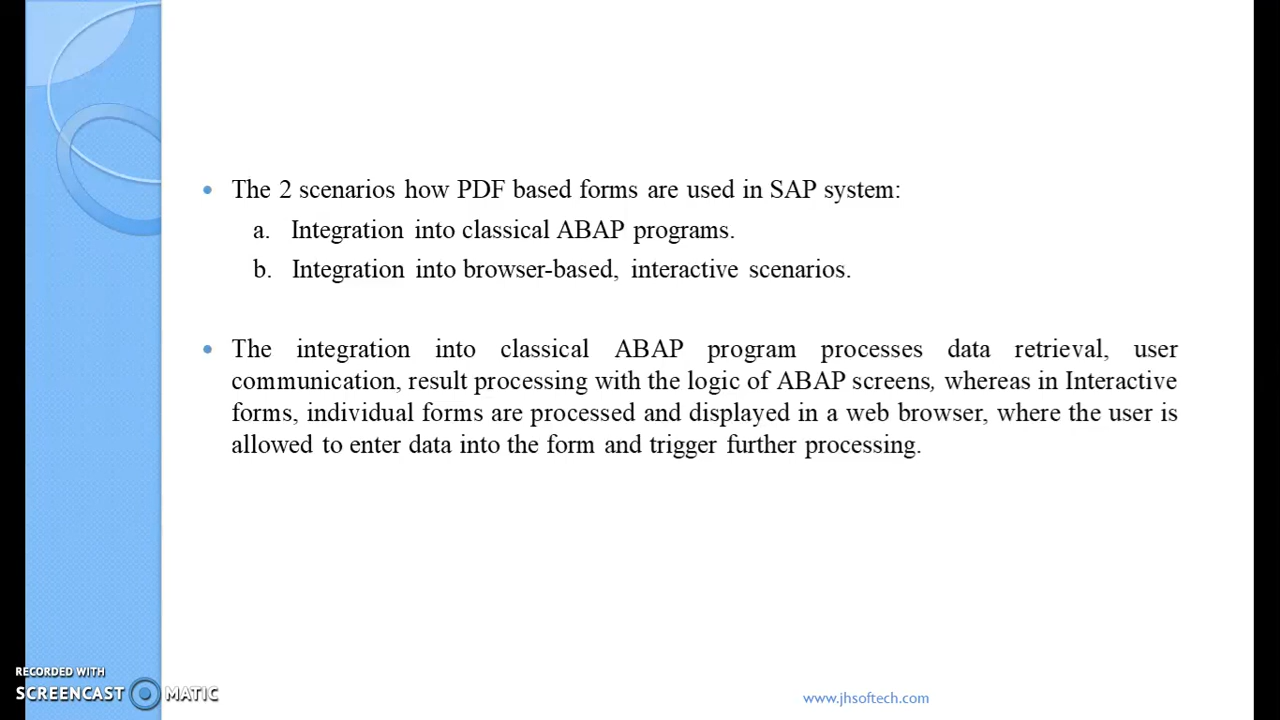 The 2 scenarios how PDF based forms are used in SAP system:
a. Integration into classical ABAP programs.
b. Integration into browser-based, interactive scenarios.
The integration into classical ABAP program processes data retrieval, user
communication, result processing with the logic of ABAP screens, whereas in Interactive
forms, individual forms are processed and displayed in a web browser, where the user is
allowed to enter data into the form and trigger further processing.
RECORDED WITH
SCREENCAST MATIC
www.jhsoftech.com